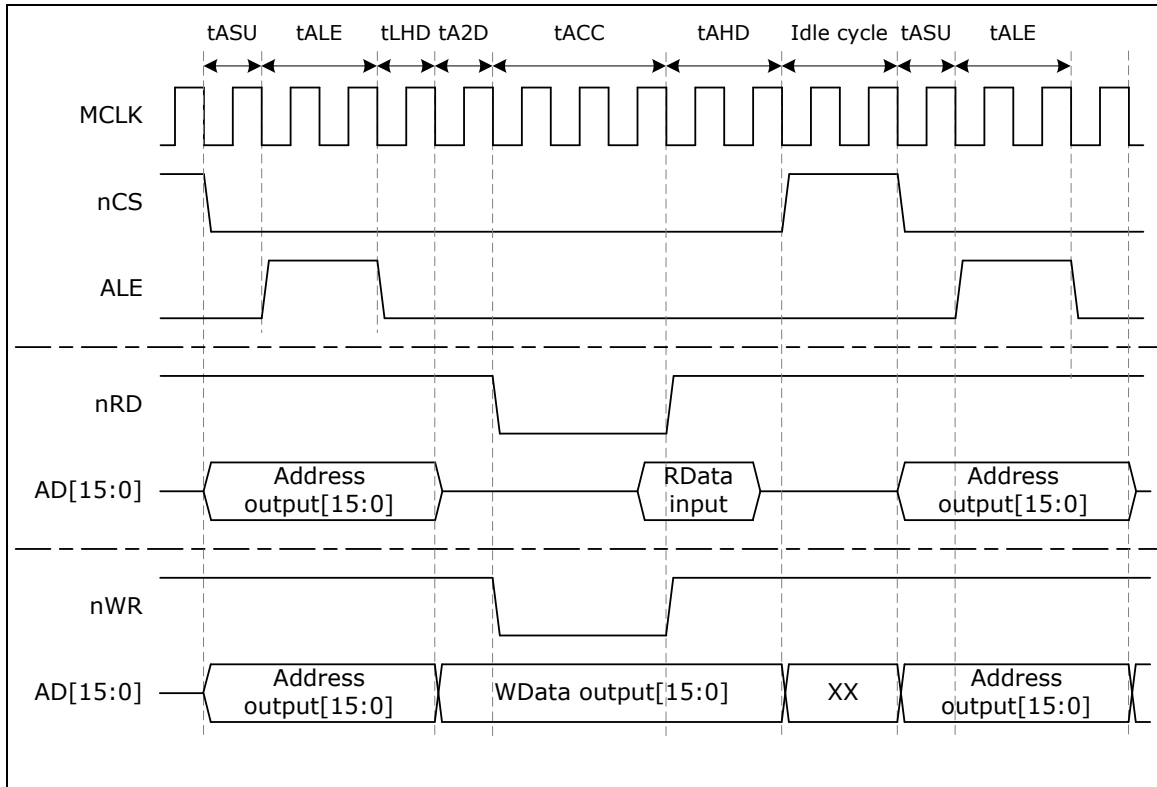 tASU tALE tLHD tA2D tACC tAHD Idle cycle tASU tALE
MCLK
nCS
ALE
nRD
AD[15:0]
Address
output[15:0]
RData
input
Address
output[15:0]
nWR
AD[15:0]
Address
output[15:0]
WData output[15:0]
XX
Address
output[15:0]